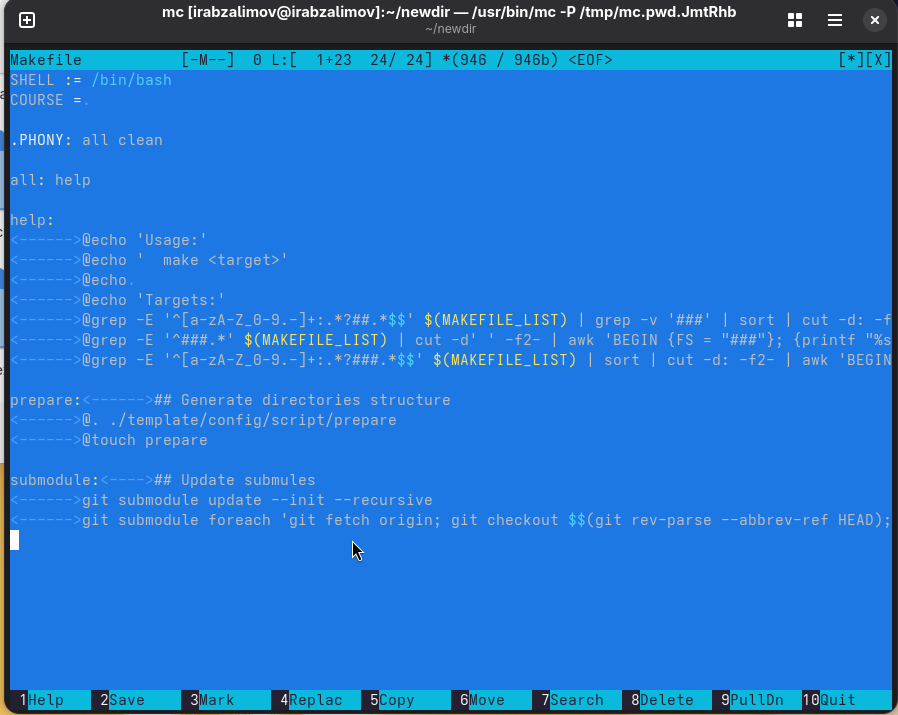 mc [irabzalimov@irabzalimov]:~/newdir — /usr/bin/mc -P /tmp/mc.pwd.JmtRhb
~/newdir
Makefile [-M--] 0 L:[ 1+23 24/ 24] *(946 / 946b) <EOF> [*][X]
SHELL := /bin/bash
COURSE =.
.PHONY: all clean
all: help
help:
<------>@echo 'Usage:'
<------>@echo '  make <target>'
<------>@echo.
<------>@echo 'Targets:'
<------>@grep -E '^[a-zA-Z_0-9.-]+:.*?##.*$$' $(MAKEFILE_LIST) | grep -v '###' | sort | cut -d: -f
<------>@grep -E '^###.*' $(MAKEFILE_LIST) | cut -d' ' -f2- | awk 'BEGIN {FS = "###"}; {printf "%s
<------>@grep -E '^[a-zA-Z_0-9.-]+:.*?###.*$$' $(MAKEFILE_LIST) | sort | cut -d: -f2- | awk 'BEGIN
prepare:<------>## Generate directories structure
<------>@. ./template/config/script/prepare
<------>@touch prepare
submodule:<---->## Update submules
<------>git submodule update --init --recursive
<------>git submodule foreach 'git fetch origin; git checkout $$(git rev-parse --abbrev-ref HEAD);
1Help 2Save 3Mark 4Replac 5Copy 6Move 7Search 8Delete 9PullDn 10Quit